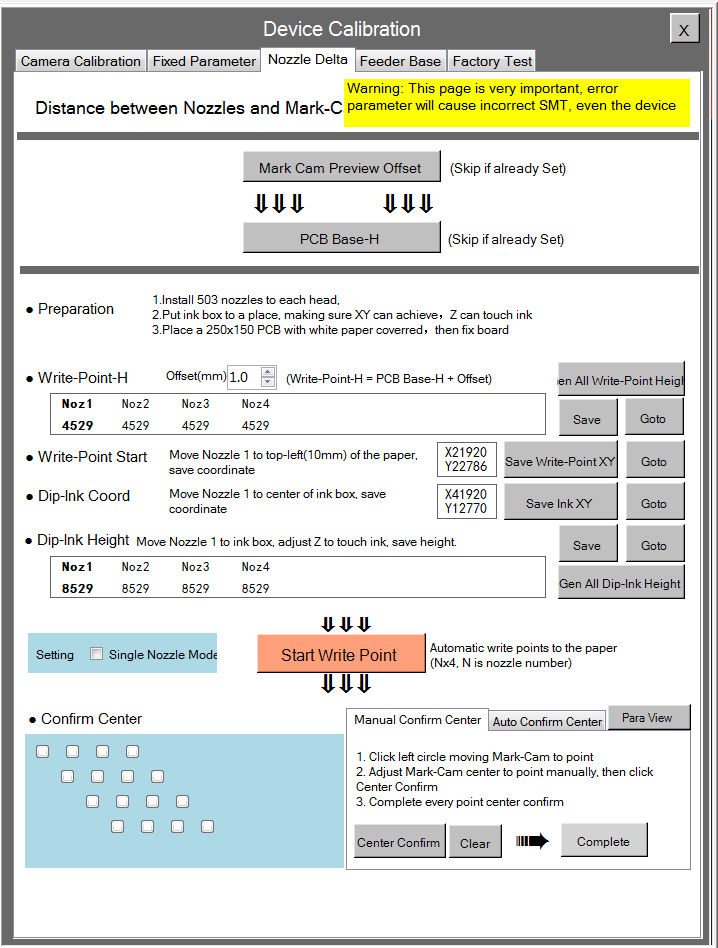 Device Calibration
X
Camera Calibration Fixed Parameter Nozzle Delta Feeder Base Factory Test
Distance between Nozzles and Mark-C
Warning: This page is very important, error
parameter will cause incorrect SMT, even the device
Mark Cam Preview Offset (Skip if already Set)
PCB Base-H (Skip if already Set)
● Preparation
1.Install 503 nozzles to each head,
2.Put ink box to a place, making sure XY can achieve，Z can touch ink
3.Place a 250x150 PCB with white paper coverred，then fix board
● Write-Point-H Offset(mm) 1.0 (Write-Point-H = PCB Base-H + Offset) en All Write-Point Heigh
Noz1 Noz2 Noz3 Noz4
4529 4529 4529 4529
Save Goto
● Write-Point Start Move Nozzle 1 to top-left(10mm) of the paper,
save coordinate
X21920
Y22786
Save Write-Point XY Goto
● Dip-Ink Coord Move Nozzle 1 to center of ink box, save
coordinate
X41920
Y12770
Save Ink XY Goto
● Dip-Ink Height Move Nozzle 1 to ink box, adjust Z to touch ink, save height.
Save Goto
Noz1 Noz2 Noz3 Noz4
8529 8529 8529 8529
Gen All Dip-Ink Height
Setting Single Nozzle Mode
Start Write Point
Automatic write points to the paper
(Nx4, N is nozzle number)
● Confirm Center
Manual Confirm Center Auto Confirm Center Para View
1. Click left circle moving Mark-Cam to point
2. Adjust Mark-Cam center to point manually, then click
Center Confirm
3. Complete every point center confirm
Center Confirm Clear Complete